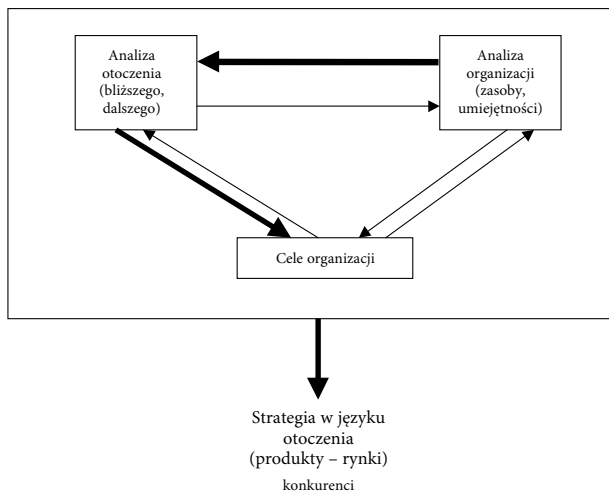 Analiza
otoczenia
(bliższego,
dalszego)
Analiza
organizacji
(zasoby,
umiejętności)
Cele organizacji
Strategia w języku
otoczenia
(produkty – rynki)
konkurenci